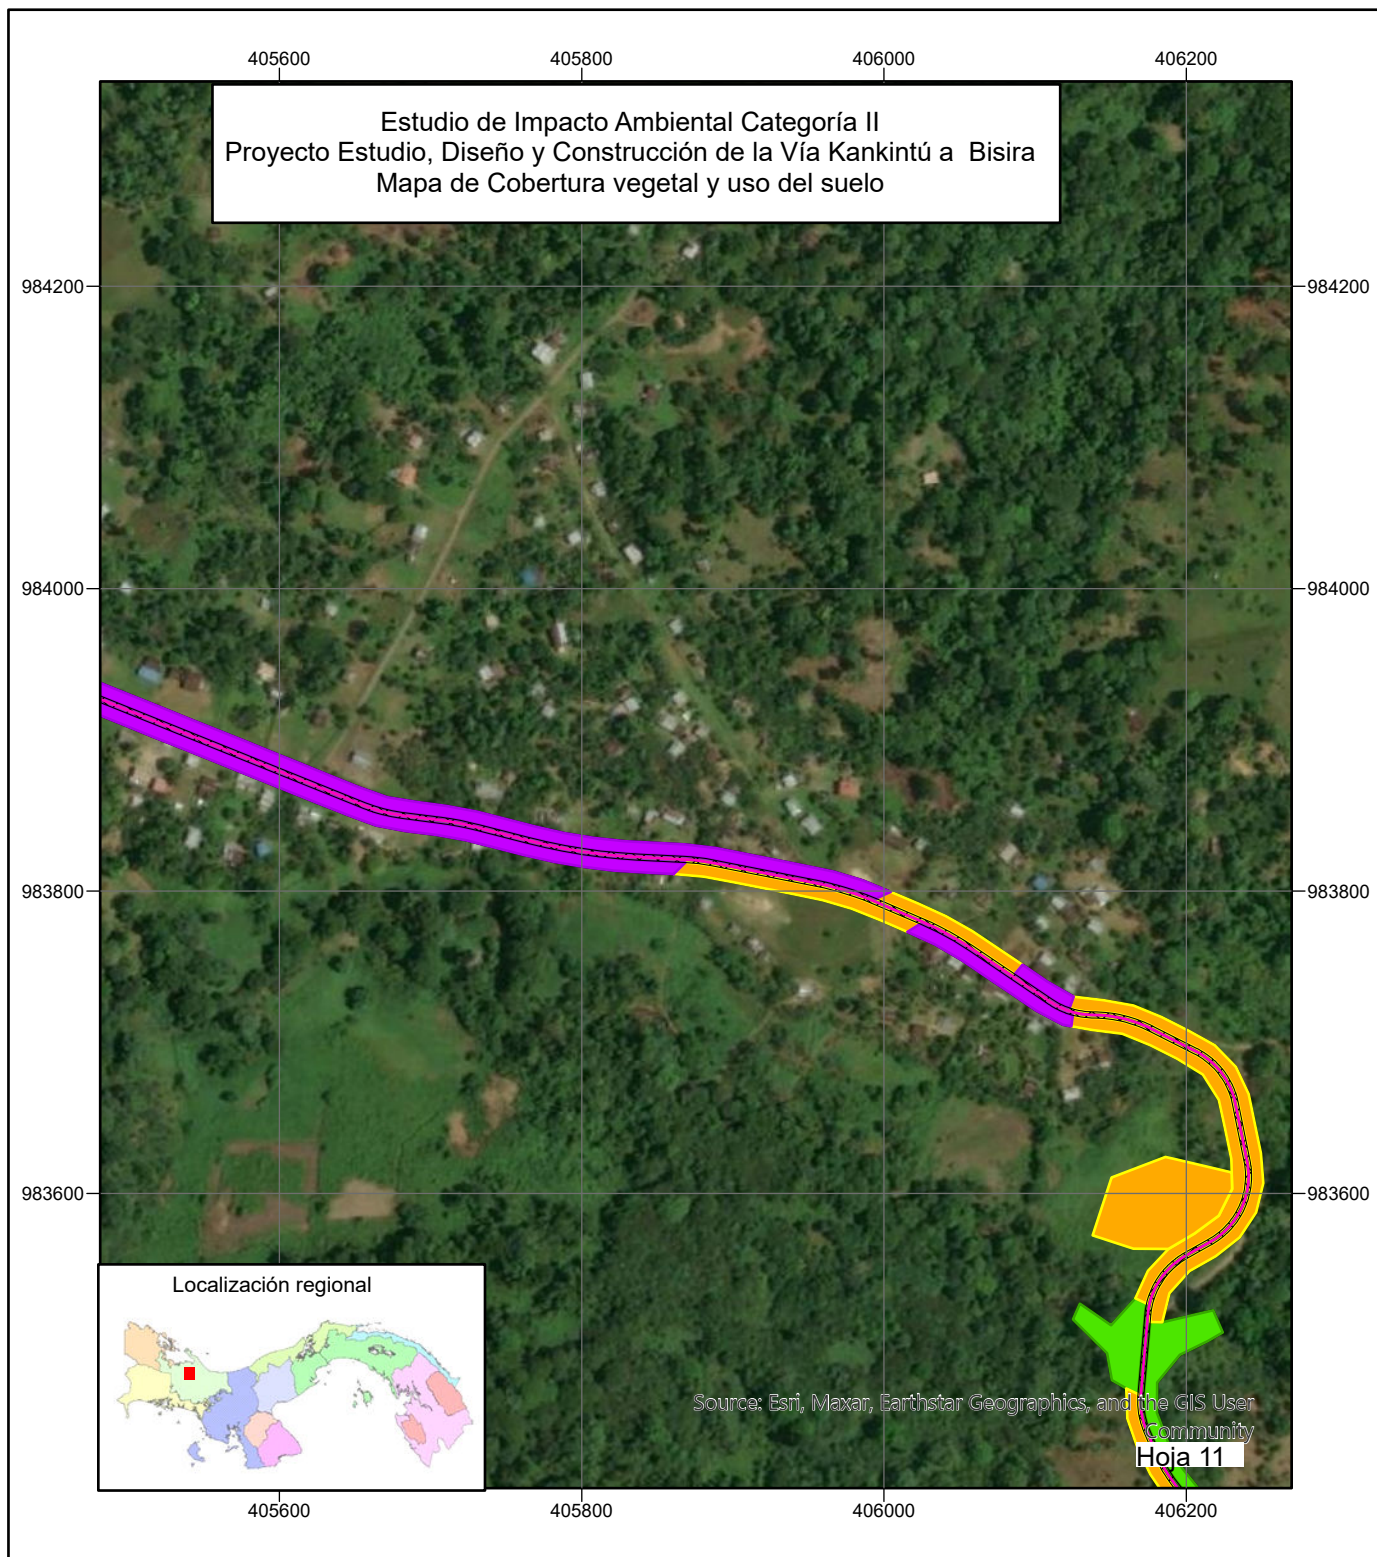 405600 405800 406000 406200
Estudio de Impacto Ambiental Categoría II
Proyecto Estudio, Diseño y Construcción de la Vía Kankintú a Bisira
Mapa de Cobertura vegetal y uso del suelo
984200 984200
984000 984000
983800 983800
983600 983600
Localización regional
Source: Esri, Maxar, Earthstar Geographics, and the GIS User
Community
Hoja 11
405600 405800 406000 406200